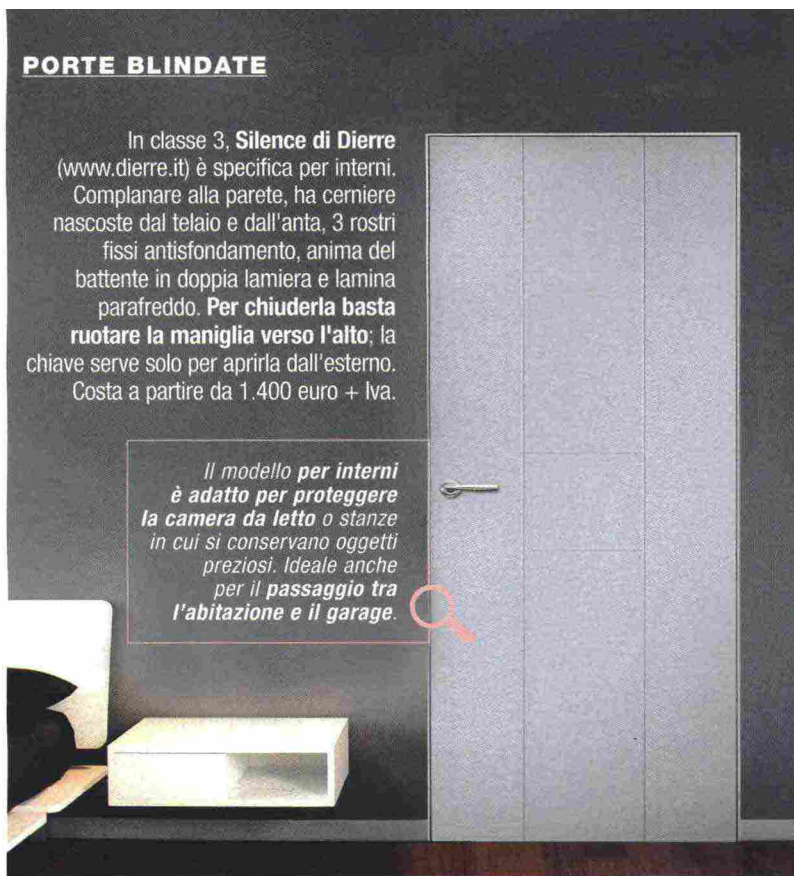 PORTE BLINDATE
In classe 3, Silence di Dierre
(www.dierre.it) è specifica per interni.
Complanare alla parete, ha cerniere
nascoste dal telaio e dall'anta, 3 rostri
fissi antisfondamento, anima del
battente in doppia lamiera e lamina
parafreddo. Per chiuderla basta
ruotare la maniglia verso l'alto; la
chiave serve solo per aprirla dall'esterno.
Costa a partire da 1.400 euro + Iva.
Il modello per interni
è adatto per proteggere
la camera da letto o stanze
in cui si conservano oggetti
preziosi. Ideale anche
per il passaggio tra
l'abitazione e il garage.